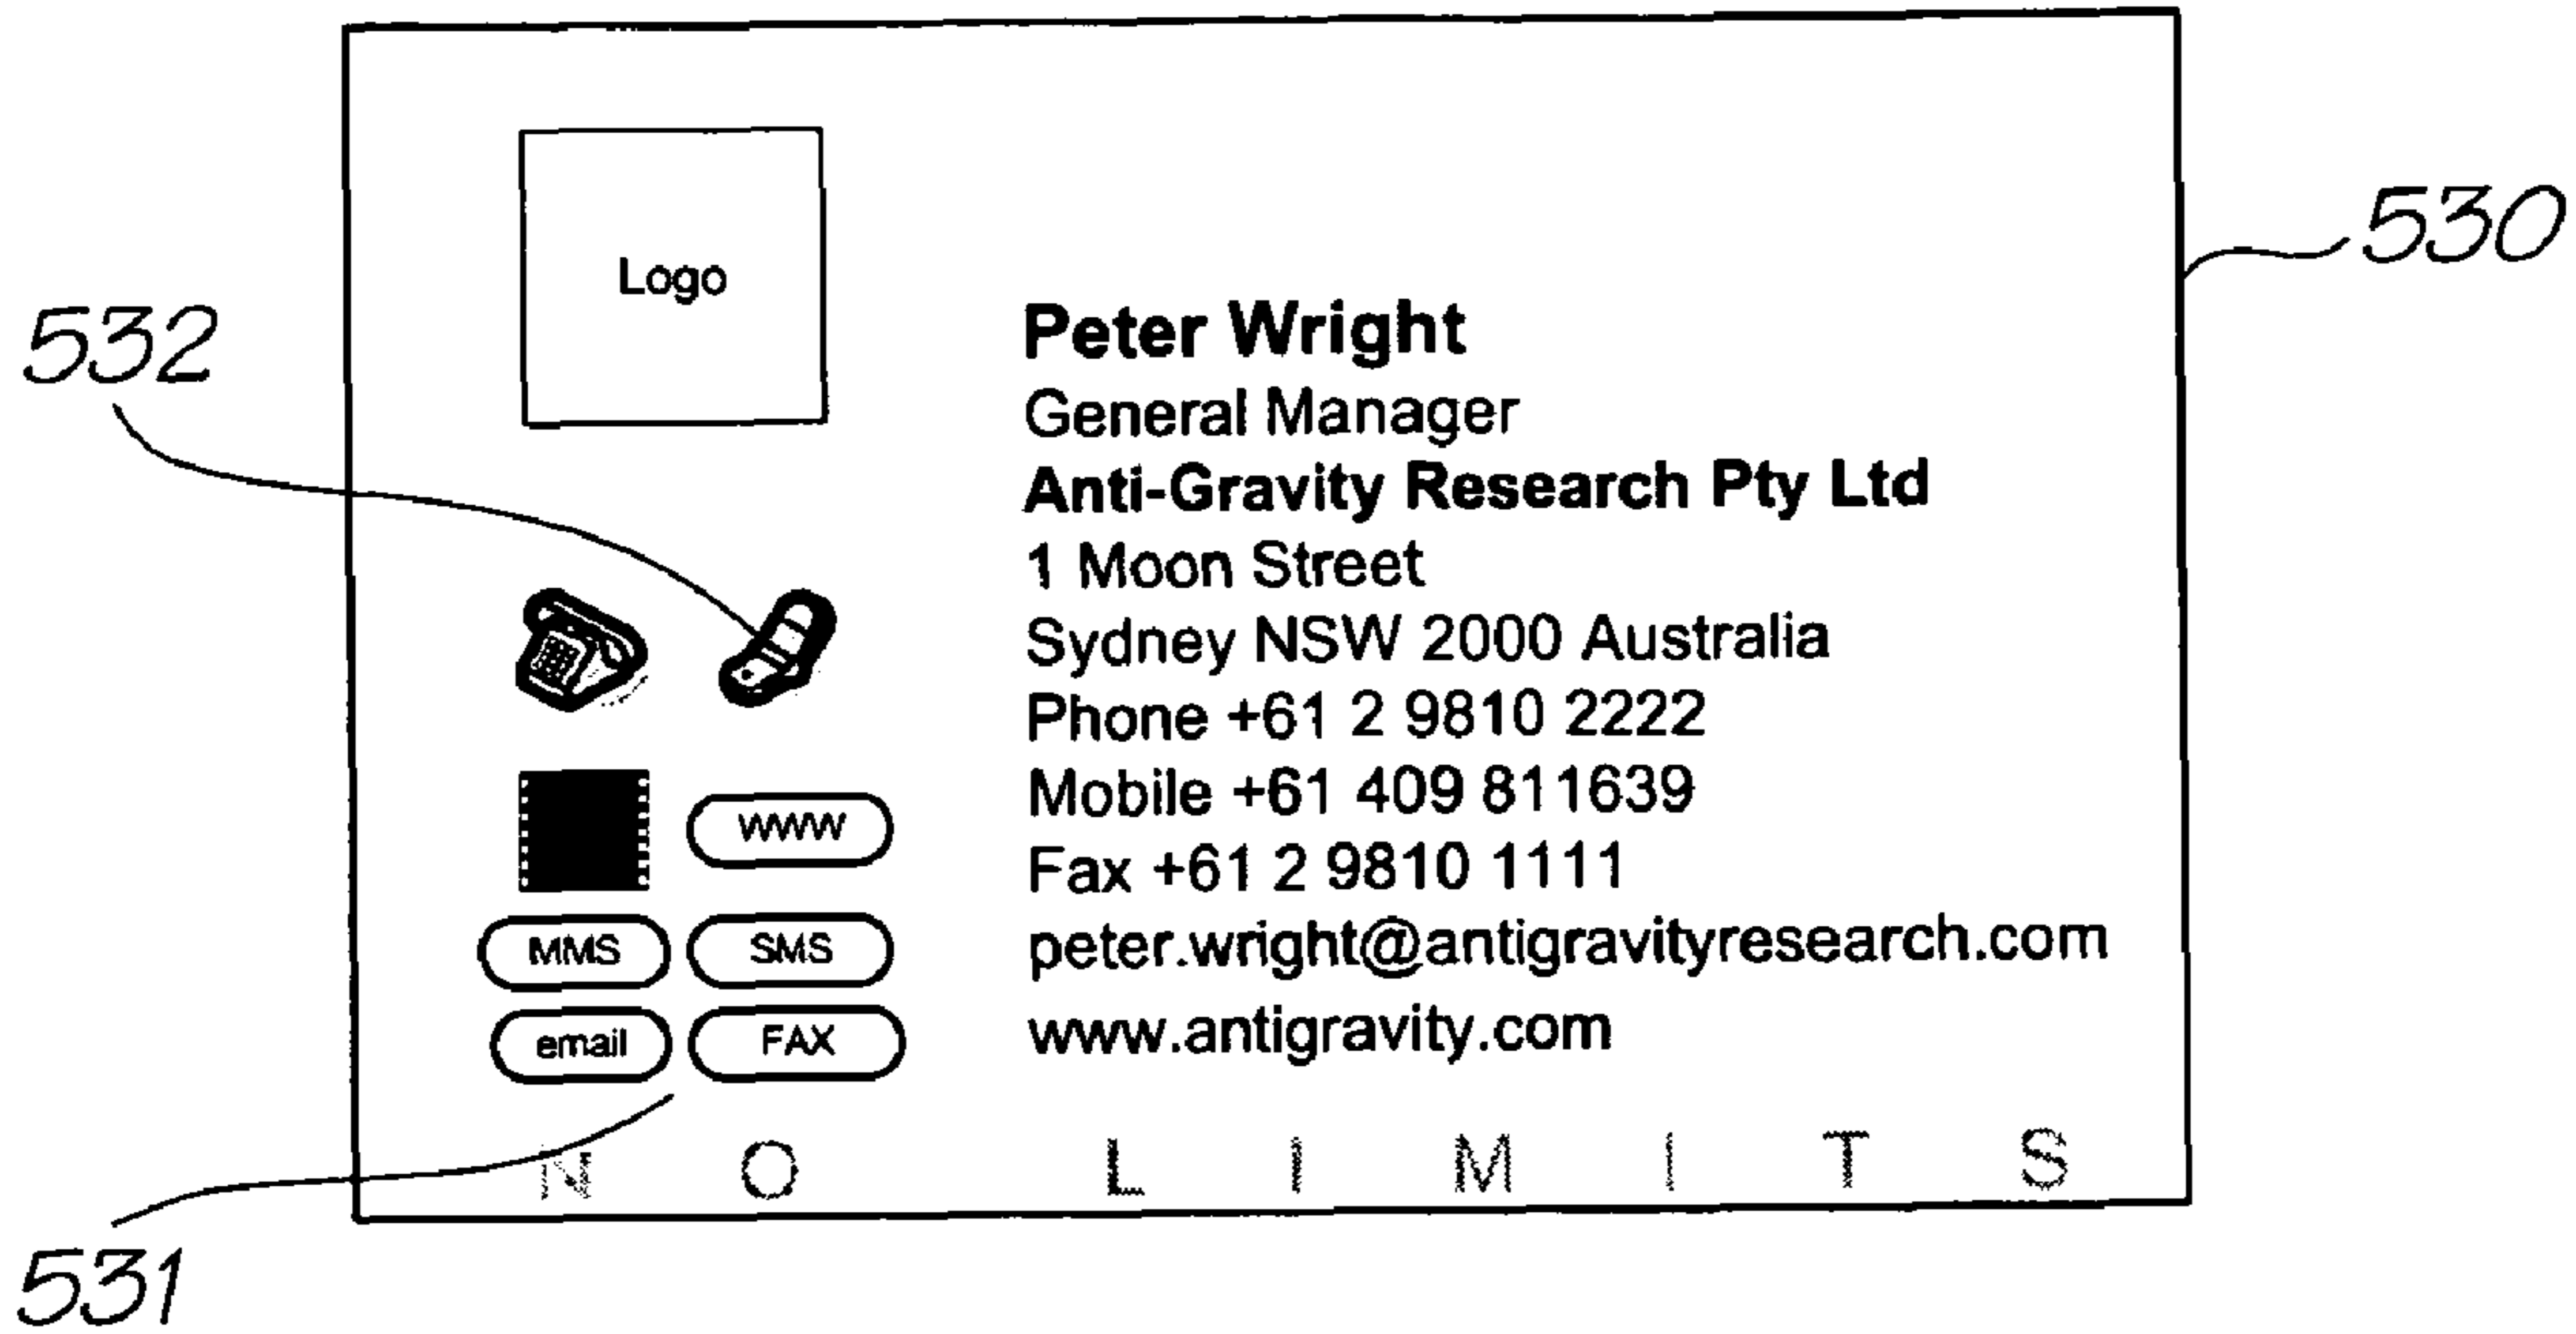 530
Logo
532
Peter Wright
General Manager
Anti-Gravity Research Pty Ltd
1 Moon Street
Sydney NSW 2000 Australia
Phone +61 2 9810 2222
Mobile +61 409 811639
Fax +61 2 9810 1111
peter.wright@antigravityresearch.com
www.antigravity.com
WWW
MMS SMS
email FAX
NO LIMITS
531